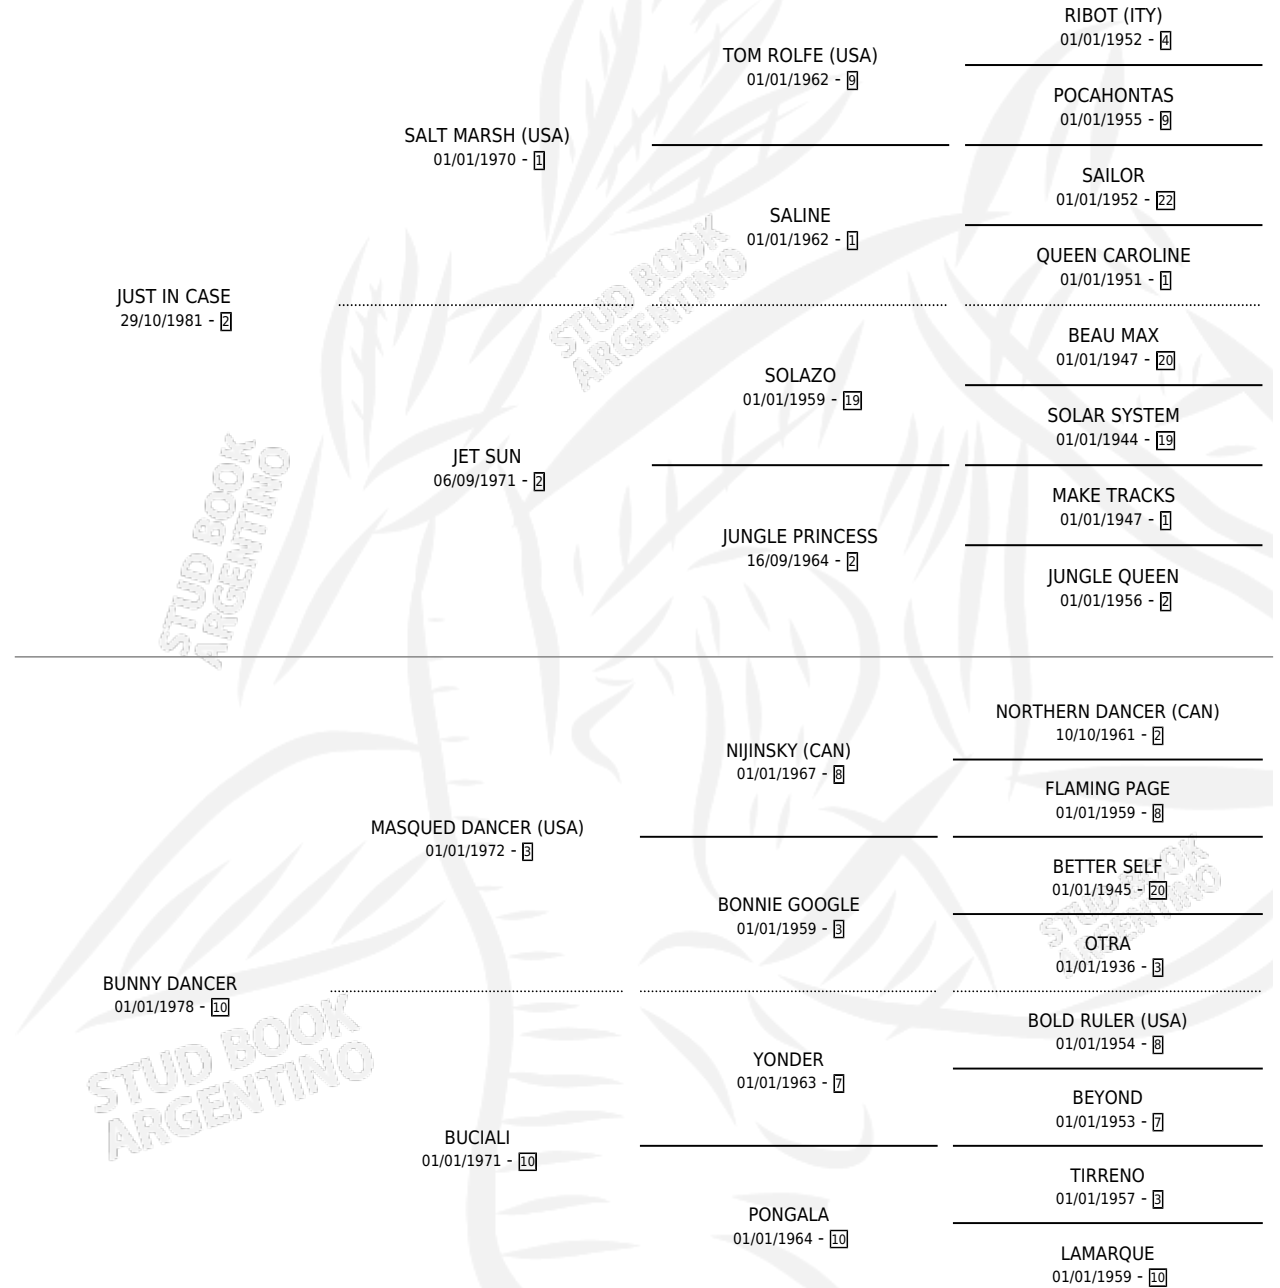 RIBOT (ITY)
01/01/1952 - 4
TOM ROLFE (USA)
01/01/1962 - 9
POCAHONTAS
01/01/1955 - 9
SALT MARSH (USA)
01/01/1970 - 1
SAILOR
01/01/1952 - 22
SALINE
01/01/1962 - 1
QUEEN CAROLINE
01/01/1951 - 1
JUST IN CASE
29/10/1981 - 2
BEAU MAX
01/01/1947 - 20
SOLAZO
01/01/1959 - 19
SOLAR SYSTEM
01/01/1944 - 19
JET SUN
06/09/1971 - 2
MAKE TRACKS
01/01/1947 - 1
JUNGLE PRINCESS
16/09/1964 - 2
JUNGLE QUEEN
01/01/1956 - 2
NORTHERN DANCER (CAN)
10/10/1961 - 2
NIJINSKY (CAN)
01/01/1967 - 8
FLAMING PAGE
01/01/1959 - 8
MASQUED DANCER (USA)
01/01/1972 - 3
BETTER SELF
01/01/1945 - 20
BONNIE GOOGLE
01/01/1959 - 3
OTRA
01/01/1936 - 3
BUNNY DANCER
01/01/1978 - 10
BOLD RULER (USA)
01/01/1954 - 8
YONDER
01/01/1963 - 7
BEYOND
01/01/1953 - 7
BUCIALI
01/01/1971 - 10
TIRRENO
01/01/1957 - 3
PONGALA
01/01/1964 - 10
LAMARQUE
01/01/1959 - 10
STUD BOOK
ARGENTINO
STUD BOOK
ARGENTINO
STUD BOOK
ARGENTINO
STUD BOOK
ARGENTINO